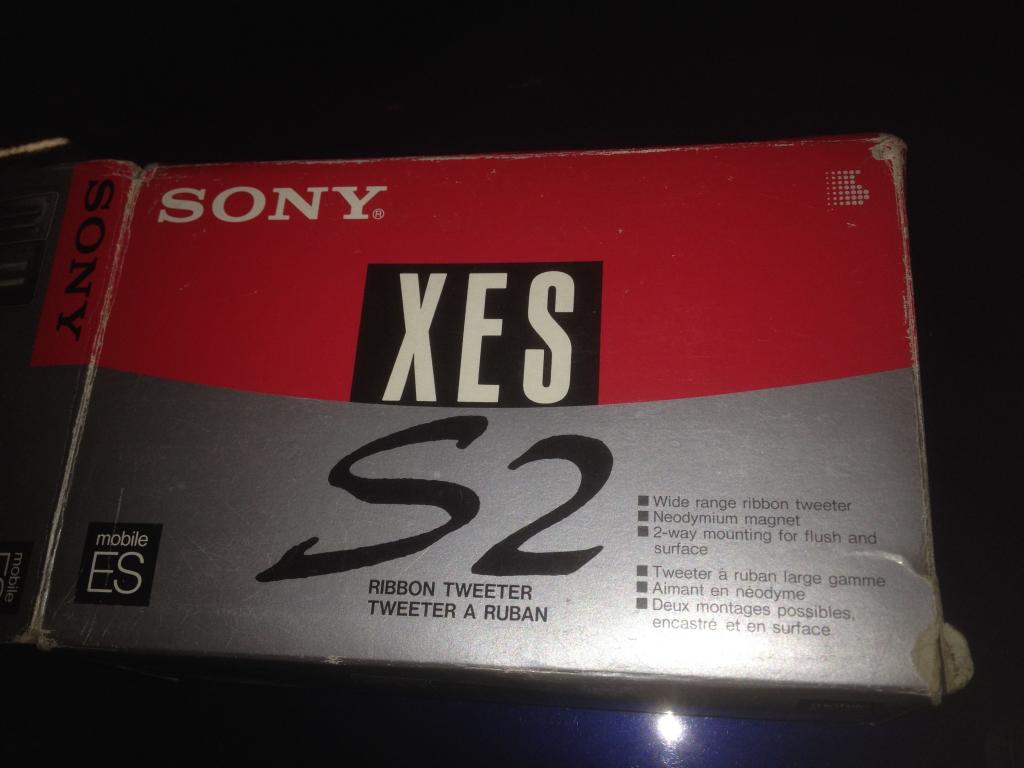 SONY
SONY®
XES
S2
mobile
ES
RIBBON TWEETER
TWEETER A RUBAN
■ Wide range ribbon tweeter
■ Neodymium magnet
■ 2-way mounting for flush and
surface
■ Tweeter à ruban large gamme
■ Aimant en néodyme
■ Deux montages possibles,
encastré et en surface
mobile